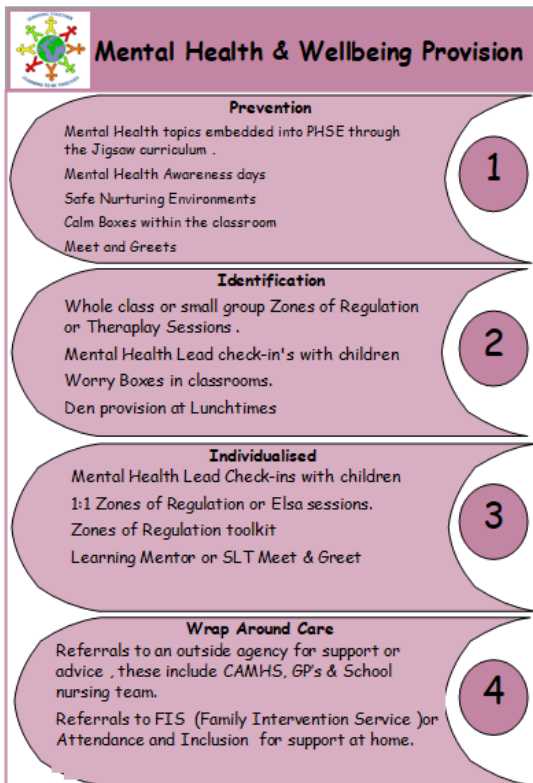 LEARNING TOGETHER
LEARNING TO BE TOGETHER
Mental Health & Wellbeing Provision
Prevention
Mental Health topics embedded into PHSE through
the Jigsaw curriculum .
Mental Health Awareness days
Safe Nurturing Environments
Calm Boxes within the classroom
Meet and Greets
1
Identification
Whole class or small group Zones of Regulation
or Theraplay Sessions .
Mental Health Lead check-in's with children
Worry Boxes in classrooms.
Den provision at Lunchtimes
2
Individualised
Mental Health Lead Check-ins with children
1:1 Zones of Regulation or Elsa sessions.
Zones of Regulation toolkit
Learning Mentor or SLT Meet & Greet
3
Wrap Around Care
Referrals to an outside agency for support or
advice , these include CAMHS, GP's & School
nursing team.
Referrals to FIS (Family Intervention Service )or
Attendance and Inclusion for support at home.
4